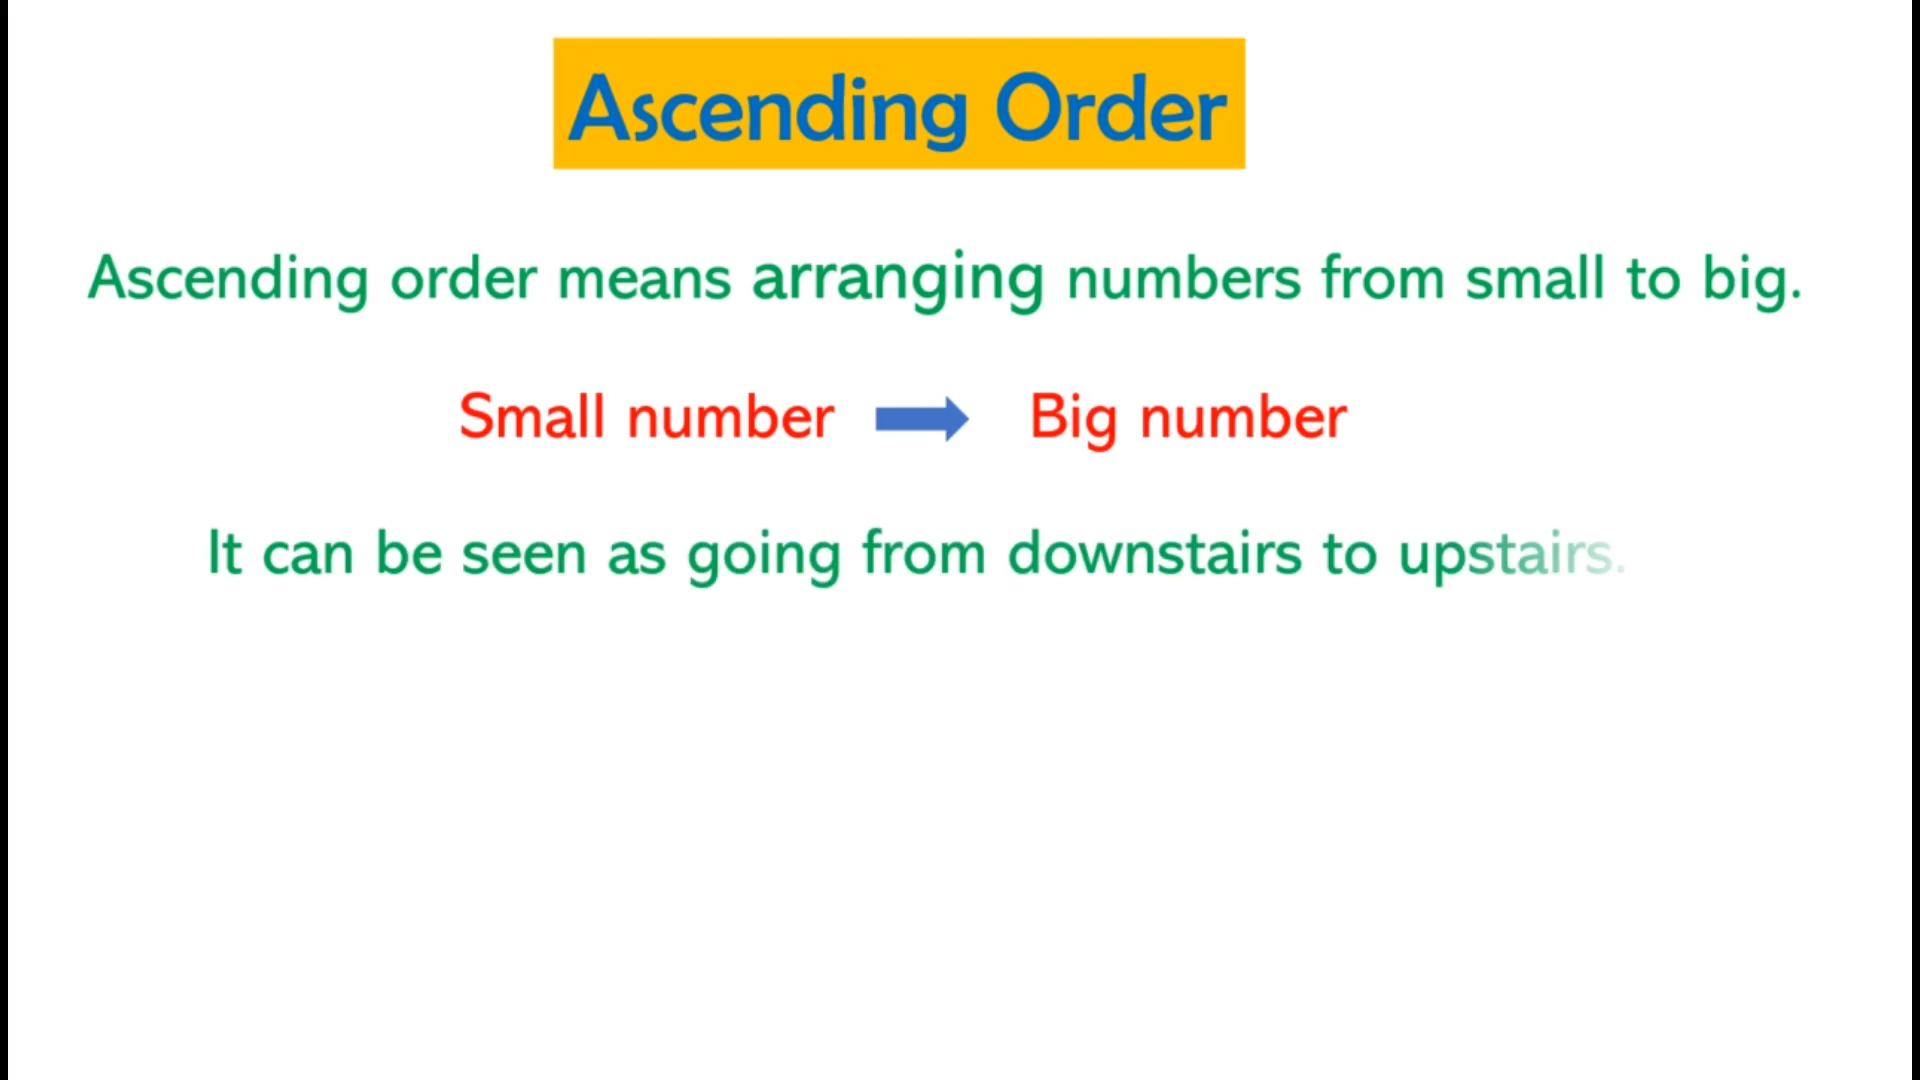 Ascending Order
Ascending order means arranging numbers from small to big.
Small number Big number
It can be seen as going from downstairs to upstairs.